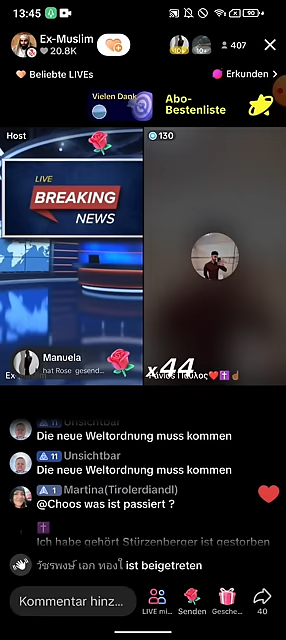 13:45
Ex-Muslim
20.8K
407
Beliebte LIVEs
Erkunden >
Vielen Dank
Abo-
Bestenliste
Host
130
LIVE
BREAKING
NEWS
Manuela
hat Rose gesend...
x44
Παύλος
11 Unsichtbar
Die neue Weltordnung muss kommen
11 Unsichtbar
Die neue Weltordnung muss kommen
1 Martina(Tirolerdiandl)
@Choos was ist passiert ?
Ich habe gehört Stürzenberger ist gestorben
ist beigetreten
Kommentar hinz...
LIVE mi...
Senden
Gesche...
40